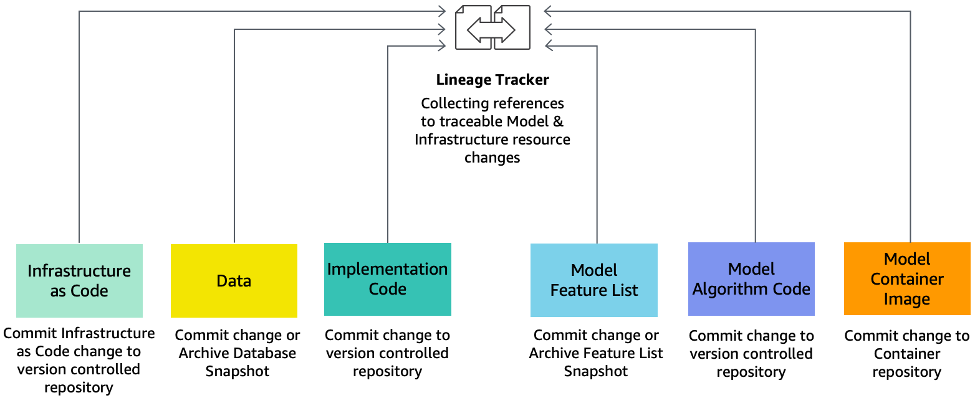 Lineage Tracker
Collecting references
to traceable Model &
Infrastructure resource
changes
Infrastructure
as Code
Commit Infrastructure
as Code change to
version controlled
repository
Data
Commit change or
Archive Database
Snapshot
Implementation
Code
Commit change to
version controlled
repository
Model
Feature List
Commit change or
Archive Feature List
Snapshot
Model
Algorithm Code
Commit change to
version controlled
repository
Model
Container
Image
Commit change to
Container
repository